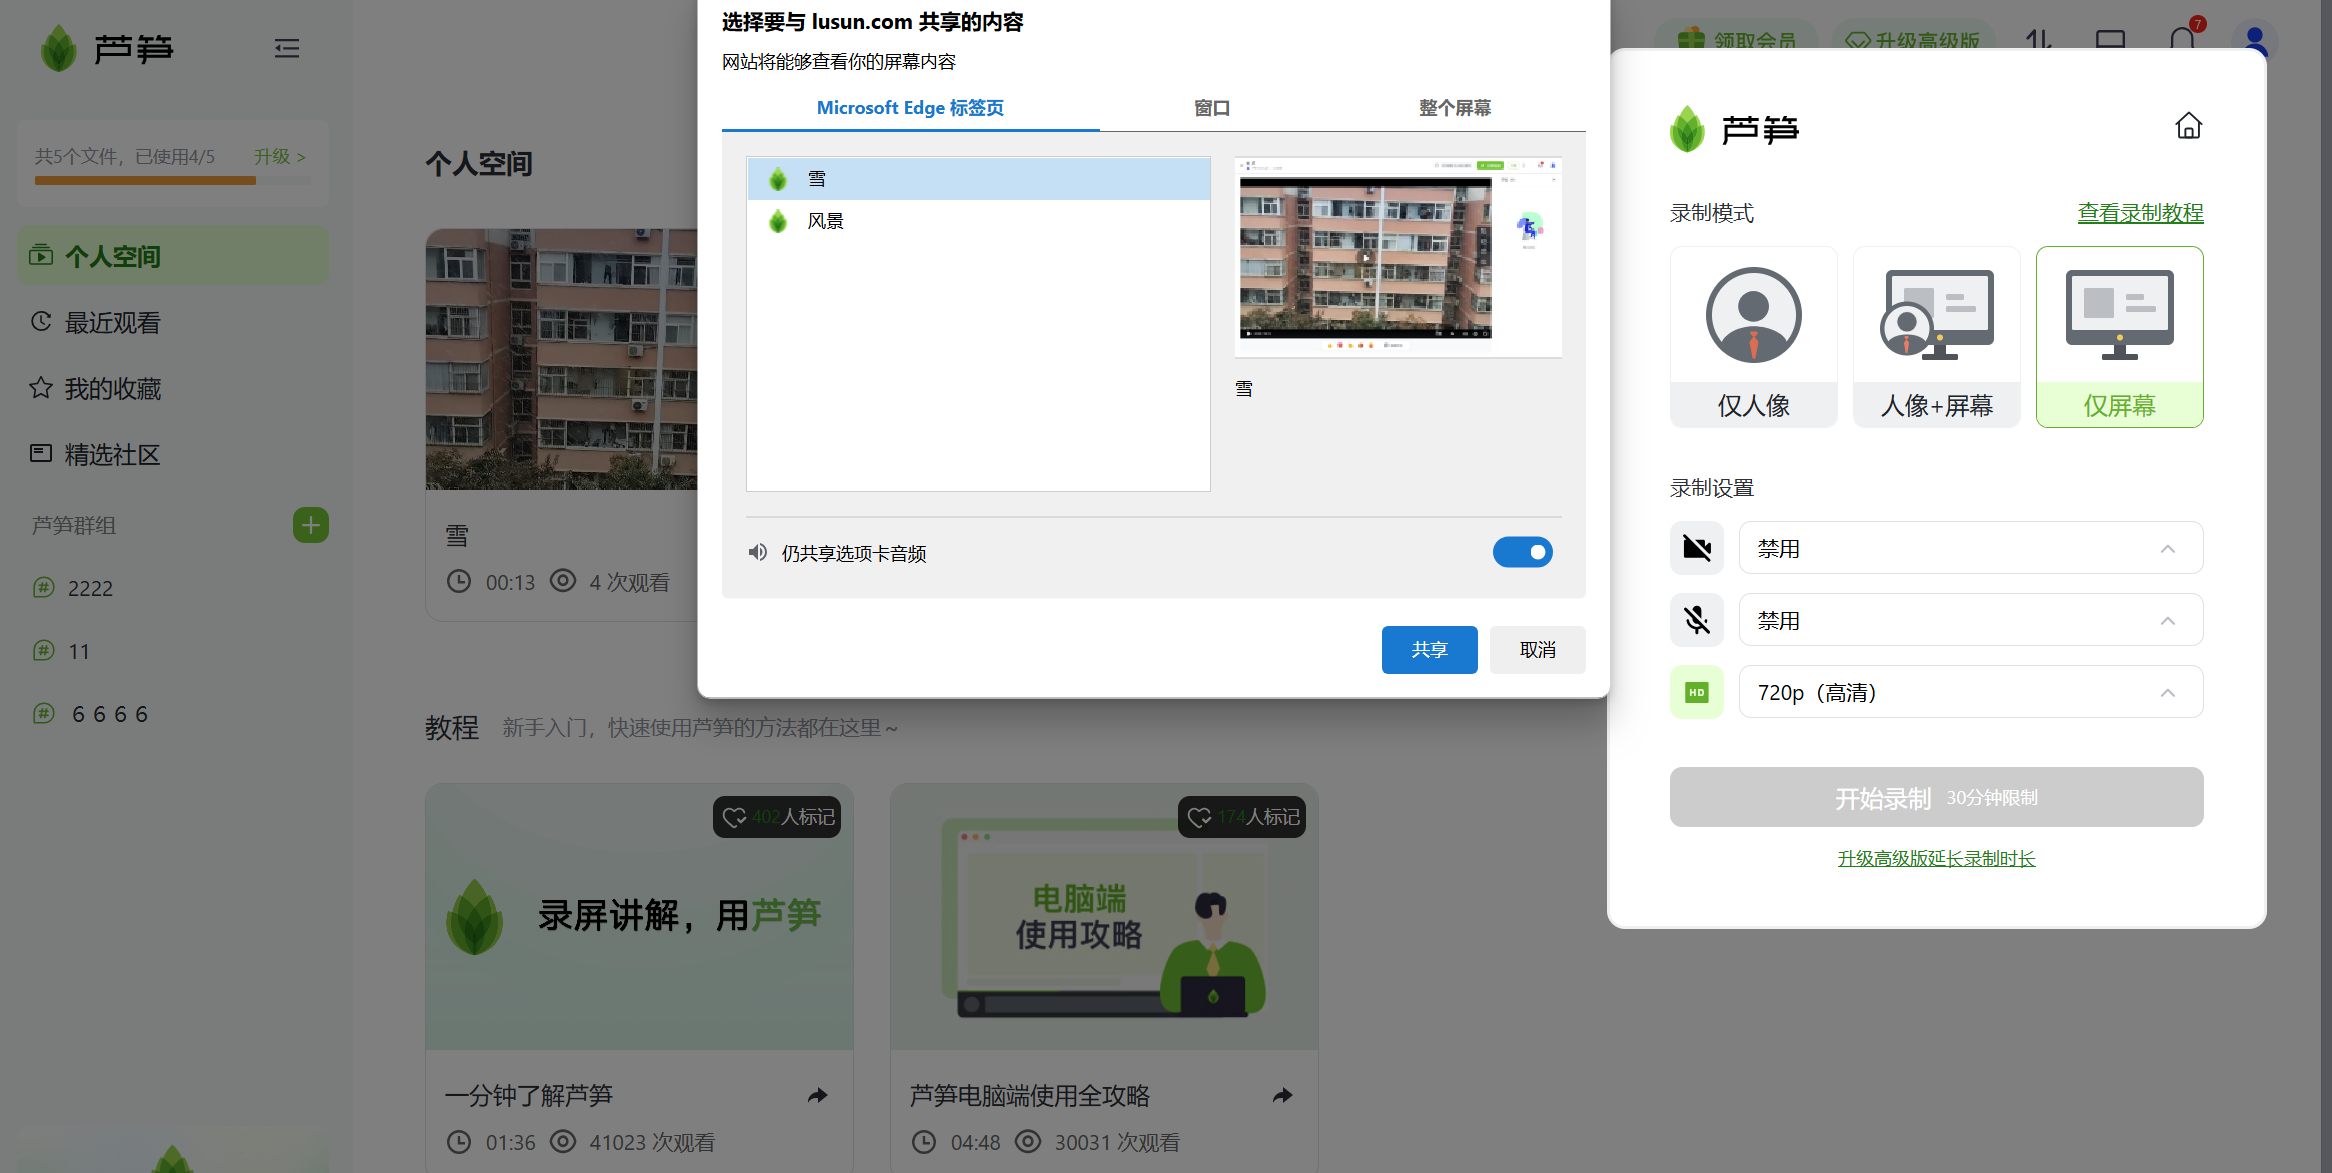 芦笋
共5个文件，已使用4/5
升级 >
个人空间
最近观看
我的收藏
精选社区
芦笋群组
2222
11
6 6 6 6
个人空间
雪
00:13
4 次观看
教程
新手入门，快速使用芦笋的方法都在这里～
402人标记
录屏讲解，用芦笋
一分钟了解芦笋
01:36
41023 次观看
174人标记
电脑端
使用攻略
芦笋电脑端使用全攻略
04:48
30031 次观看
选择要与 lusun.com 共享的内容
网站将能够查看你的屏幕内容
Microsoft Edge 标签页
窗口
整个屏幕
雪
风景
雪
仍共享选项卡音频
共享
取消
领取会员
升级高级版
7
芦笋
录制模式
查看录制教程
仅人像
人像+屏幕
仅屏幕
录制设置
禁用
禁用
HD
720p（高清）
开始录制 30分钟限制
升级高级版延长录制时长